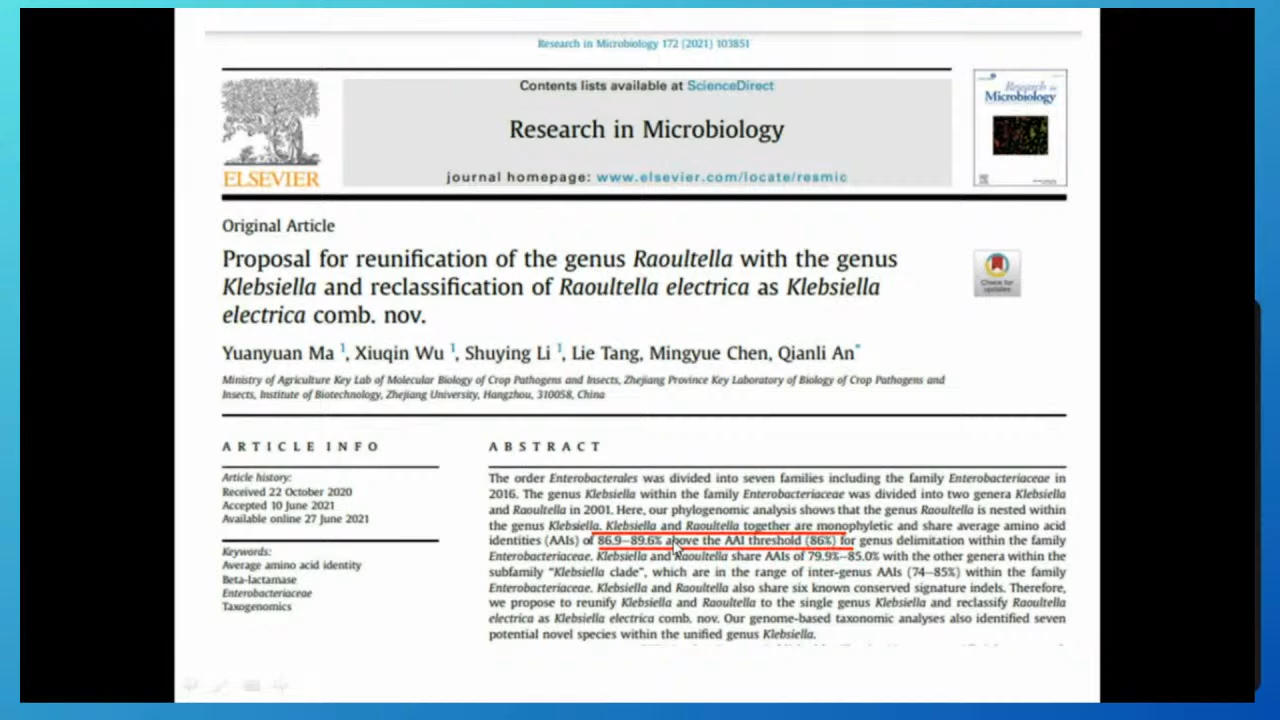 Research in Microbiology 172 (2021) 103851
Contents lists available at ScienceDirect
Research in Microbiology
journal homepage: www.elsevier.com/locate/resmic
ELSEVIER
Research in
Microbiology
Original Article
Proposal for reunification of the genus Raoultella with the genus
Klebsiella and reclassification of Raoultella electrica as Klebsiella
electrica comb. nov.
Check for
updates
Yuanyuan Ma 1, Xiuqin Wu 1, Shuying Li 1, Lie Tang, Mingyue Chen, Qianli An*
Ministry of Agriculture Key Lab of Molecular Biology of Crop Pathogens and Insects, Zhejiang Province Key Laboratory of Biology of Crop Pathogens and
Insects, Institute of Biotechnology, Zhejiang University, Hangzhou, 310058, China
ARTICLE INFO
Article history:
Received 22 October 2020
Accepted 10 June 2021
Available online 27 June 2021
Keywords:
Average amino acid identity
Beta-lactamase
Enterobacteriaceae
Taxogenomics
ABSTRACT
The order Enterobacterales was divided into seven families including the family Enterobacteriaceae in
2016. The genus Klebsiella within the family Enterobacteriaceae was divided into two genera Klebsiella
and Raoultella in 2001. Here, our phylogenomic analysis shows that the genus Raoultella is nested within
the genus Klebsiella. Klebsiella and Raoultella together are monophyletic and share average amino acid
identities (AAIs) of 86.9–89.6% above the AAI threshold (86%) for genus delimitation within the family
Enterobacteriaceae. Klebsiella and Raoultella share AAIs of 79.9%–85.0% with the other genera within the
subfamily “Klebsiella clade”, which are in the range of inter-genus AAIs (74–85%) within the family
Enterobacteriaceae. Klebsiella and Raoultella also share six known conserved signature indels. Therefore,
we propose to reunify Klebsiella and Raoultella to the single genus Klebsiella and reclassify Raoultella
electrica as Klebsiella electrica comb. nov. Our genome-based taxonomic analyses also identified seven
potential novel species within the unified genus Klebsiella.